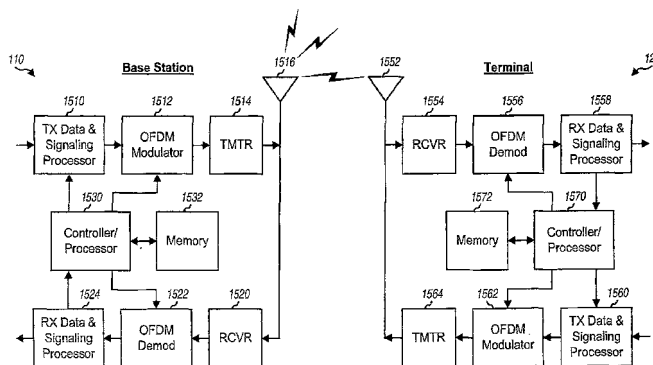 110
Base Station
1516
1552
Terminal
12
1510
TX Data &
Signaling
Processor
1512
OFDM
Modulator
1514
TMTR
1554
RCVR
1556
OFDM
Demod
1558
RX Data &
Signaling
Processor
1530
Controller/
Processor
1532
Memory
1572
Memory
1570
Controller/
Processor
1524
RX Data &
Signaling
Processor
1522
OFDM
Demod
1520
RCVR
1564
TMTR
1562
OFDM
Modulator
1560
TX Data &
Signaling
Processor